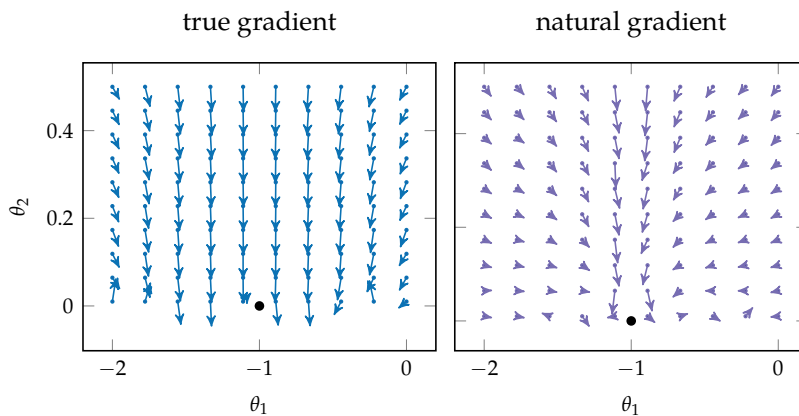 true gradient
natural gradient
0.4
0.2
0
θ2
−2
−1
0
−2
−1
0
θ1
θ1